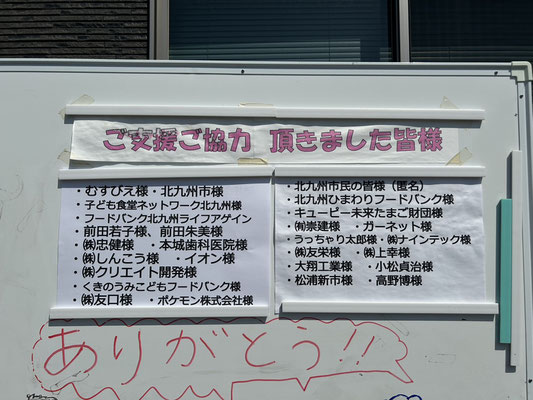 ご支援ご協力 頂きました皆様
・むすびえ様・北九州市様
・子ども食堂ネットワーク北九州様
・フードバンク北九州ライフアゲイン
・前田若子様、前田朱美様
・㈱忠健様 ・本城歯科医院様
・㈱しんこう様 ・イオン様
・㈱クリエイト開発様
・くきのうみこどもフードバンク様
・㈱友口様 ・ポケモン株式会社様
・北九州市民の皆様（匿名）
・北九州ひまわりフードバンク様
・キューピー未来たまご財団様
・㈲崇建様 ・ガーネット様
・うっちゃり太郎様・㈱ナインテック様
・㈱友栄様 ・㈱上幸様
・大翔工業様 ・小松貞治様
・松浦新市様 ・高野博様
ありがとう!!